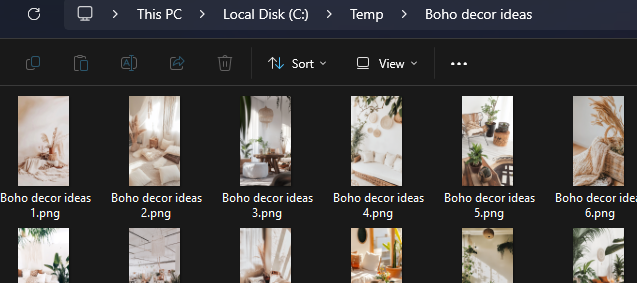 This PC > Local Disk (C:) > Temp > Boho decor ideas
Sort View
Boho decor ideas
1.png
Boho decor ideas
2.png
Boho decor ideas
3.png
Boho decor ideas
4.png
Boho decor ideas
5.png
Boho decor idea
6.png